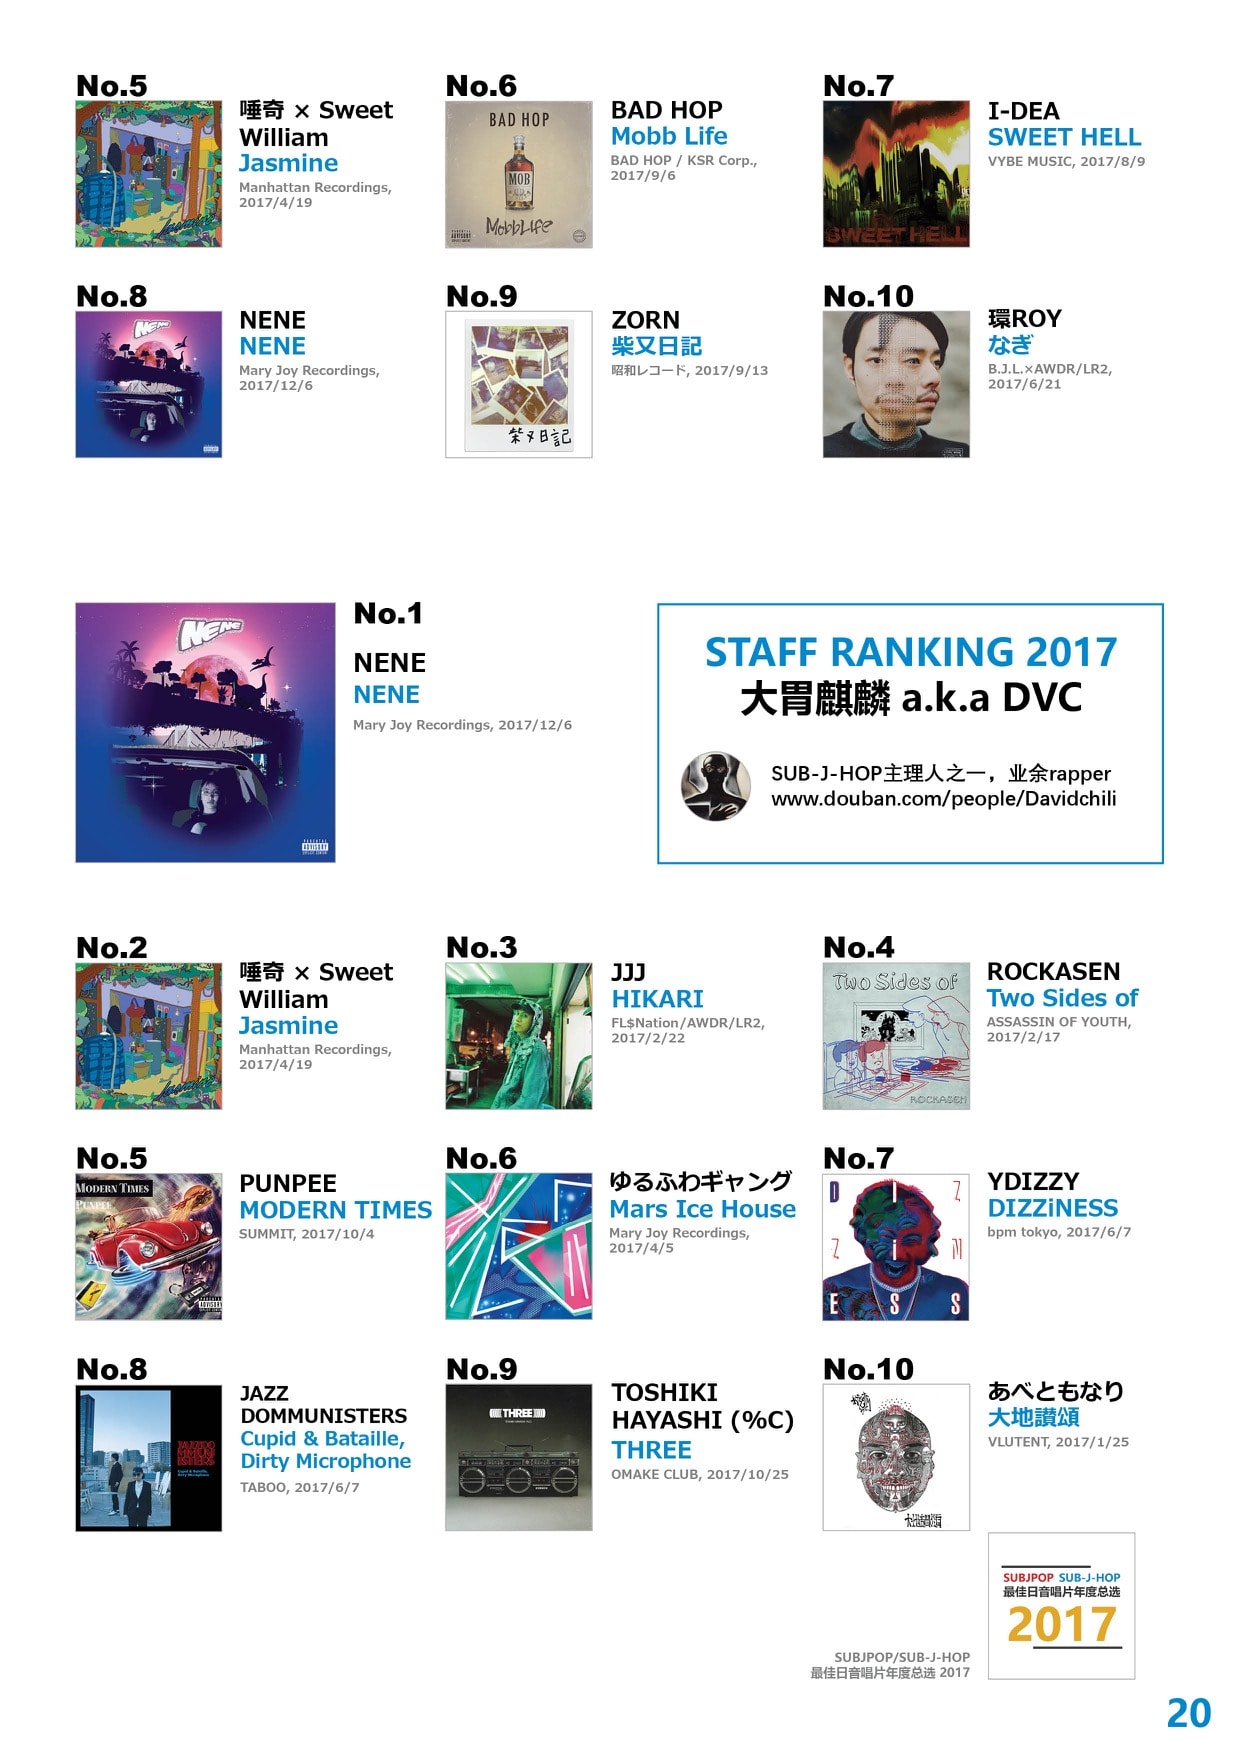 No.5
唾奇 × Sweet
William
Jasmine
Manhattan Recordings,
2017/4/19
No.6
BAD HOP
MOB
MobbLife
BAD HOP
Mobb Life
BAD HOP / KSR Corp.,
2017/9/6
No.7
SWEET HELL
I-DEA
SWEET HELL
VYBE MUSIC, 2017/8/9
No.8
NENE
NENE
NENE
Mary Joy Recordings,
2017/12/6
No.9
柴又日記
ZORN
柴又日記
昭和レコード, 2017/9/13
No.10
環ROY
なぎ
B.J.L.×AWDR/LR2,
2017/6/21
NENE
PARENTAL
ADVISORY
EXPLICIT CONTENT
No.1
NENE
NENE
Mary Joy Recordings, 2017/12/6
STAFF RANKING 2017
大胃麒麟 a.k.a DVC
SUB-J-HOP主理人之一，业余rapper
www.douban.com/people/Davidchili
No.2
Jasmine
唾奇 × Sweet
William
Jasmine
Manhattan Recordings,
2017/4/19
No.3
JJJ
HIKARI
FL$Nation/AWDR/LR2,
2017/2/22
No.4
Two Sides of
ROCKASEN
ROCKASEN
Two Sides of
ASSASSIN OF YOUTH,
2017/2/17
No.5
MODERN TIMES
PUNPEE
ADVISORY
PUNPEE
MODERN TIMES
SUMMIT, 2017/10/4
No.6
ゆるふわギャング
Mars Ice House
Mary Joy Recordings,
2017/4/5
No.7
D I Z
Z i N
E S S
YDIZZY
DIZZiNESS
bpm tokyo, 2017/6/7
No.8
Cupid & Bataille,
Dirty Microphone
JAZZ
DOMMUNISTERS
Cupid & Bataille,
Dirty Microphone
TABOO, 2017/6/7
No.9
THREE
TOSHIKI
HAYASHI (%C)
THREE
OMAKE CLUB, 2017/10/25
No.10
あべともなり
大地讃頌
VLUTENT, 2017/1/25
SUBJPOP SUB-J-HOP
最佳日音唱片年度总选
2017
SUBJPOP/SUB-J-HOP
最佳日音唱片年度总选 2017
20